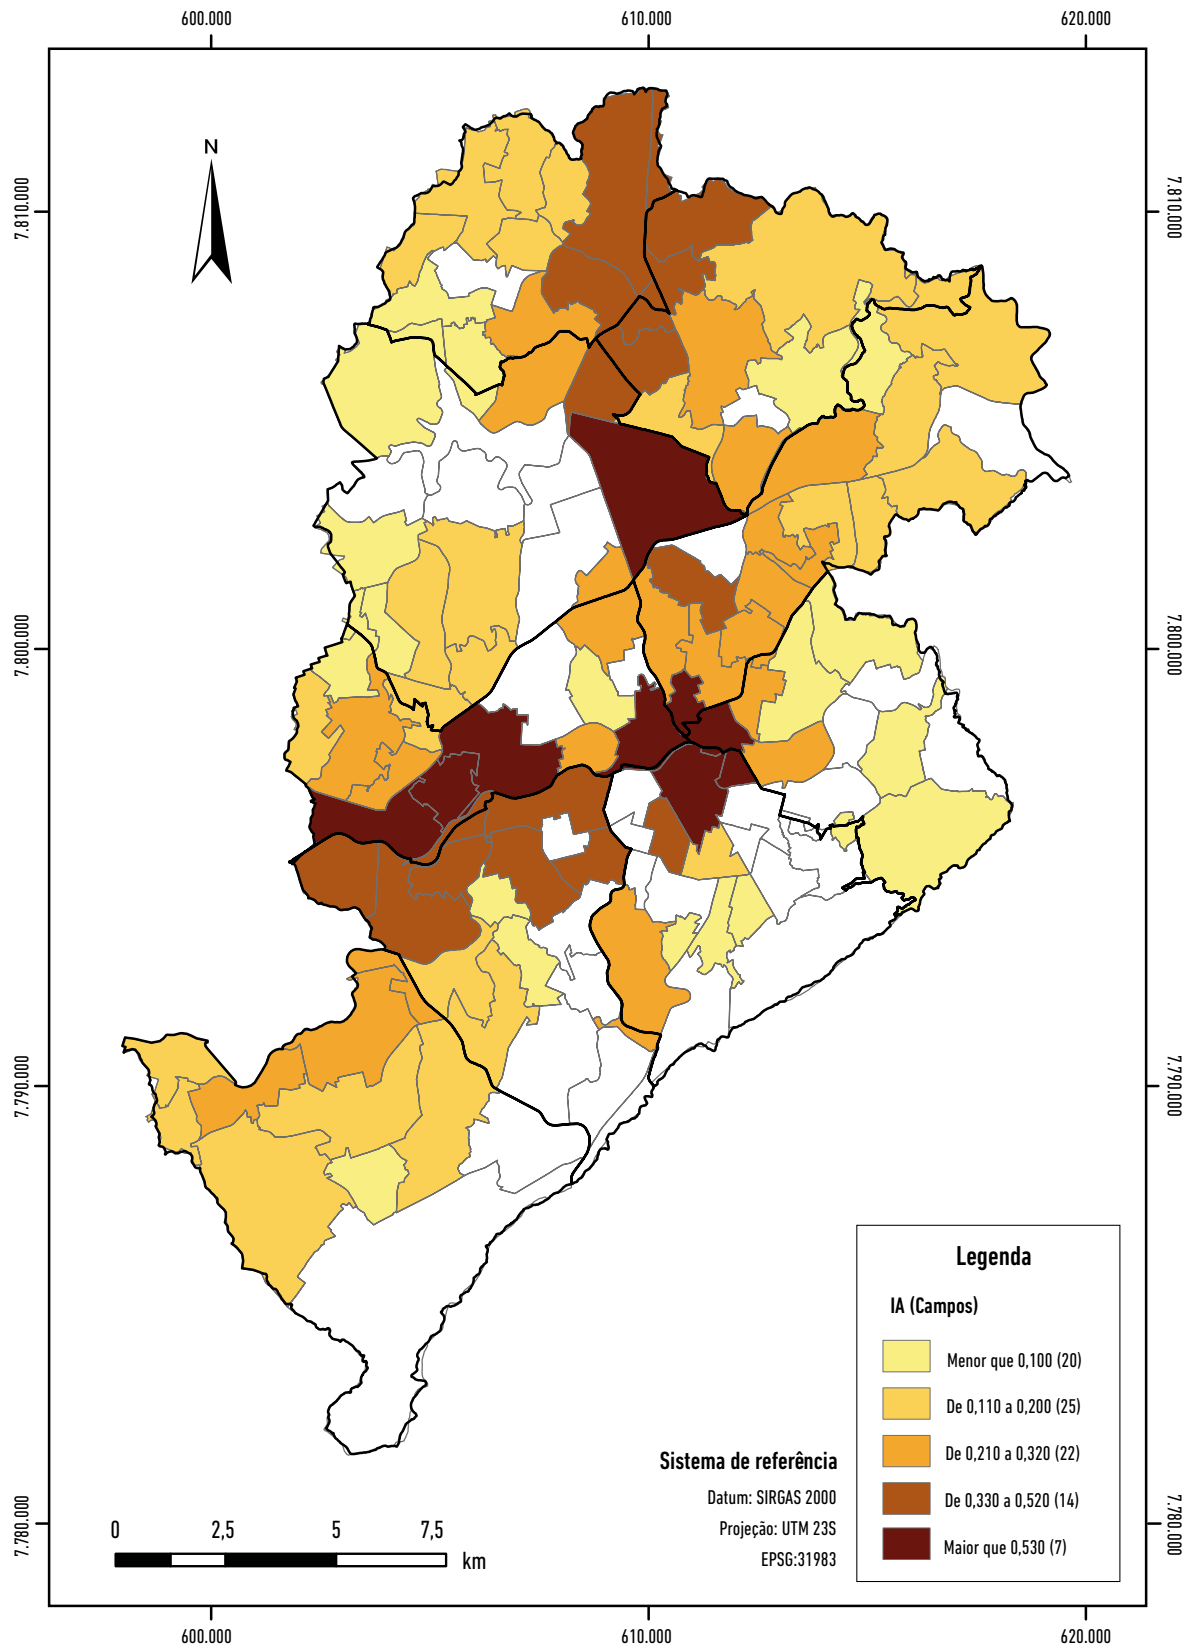 600.000
610.000
620.000
N
7.810.000
7.810.000
7.800.000
7.800.000
7.790.000
7.790.000
Legenda
IA (Campos)
Menor que 0,100 (20)
De 0,110 a 0,200 (25)
De 0,210 a 0,320 (22)
De 0,330 a 0,520 (14)
Maior que 0,530 (7)
Sistema de referência
Datum: SIRGAS 2000
Projeção: UTM 23S
EPSG:31983
7.780.000
7.780.000
0
2,5
5
7,5
km
600.000
610.000
620.000